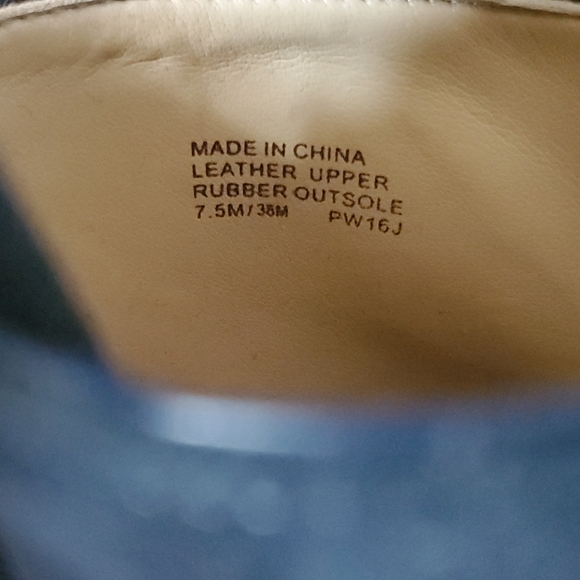 MADE IN CHINA
LEATHER UPPER
RUBBER OUTSOLE
7.5M/38M PW16J